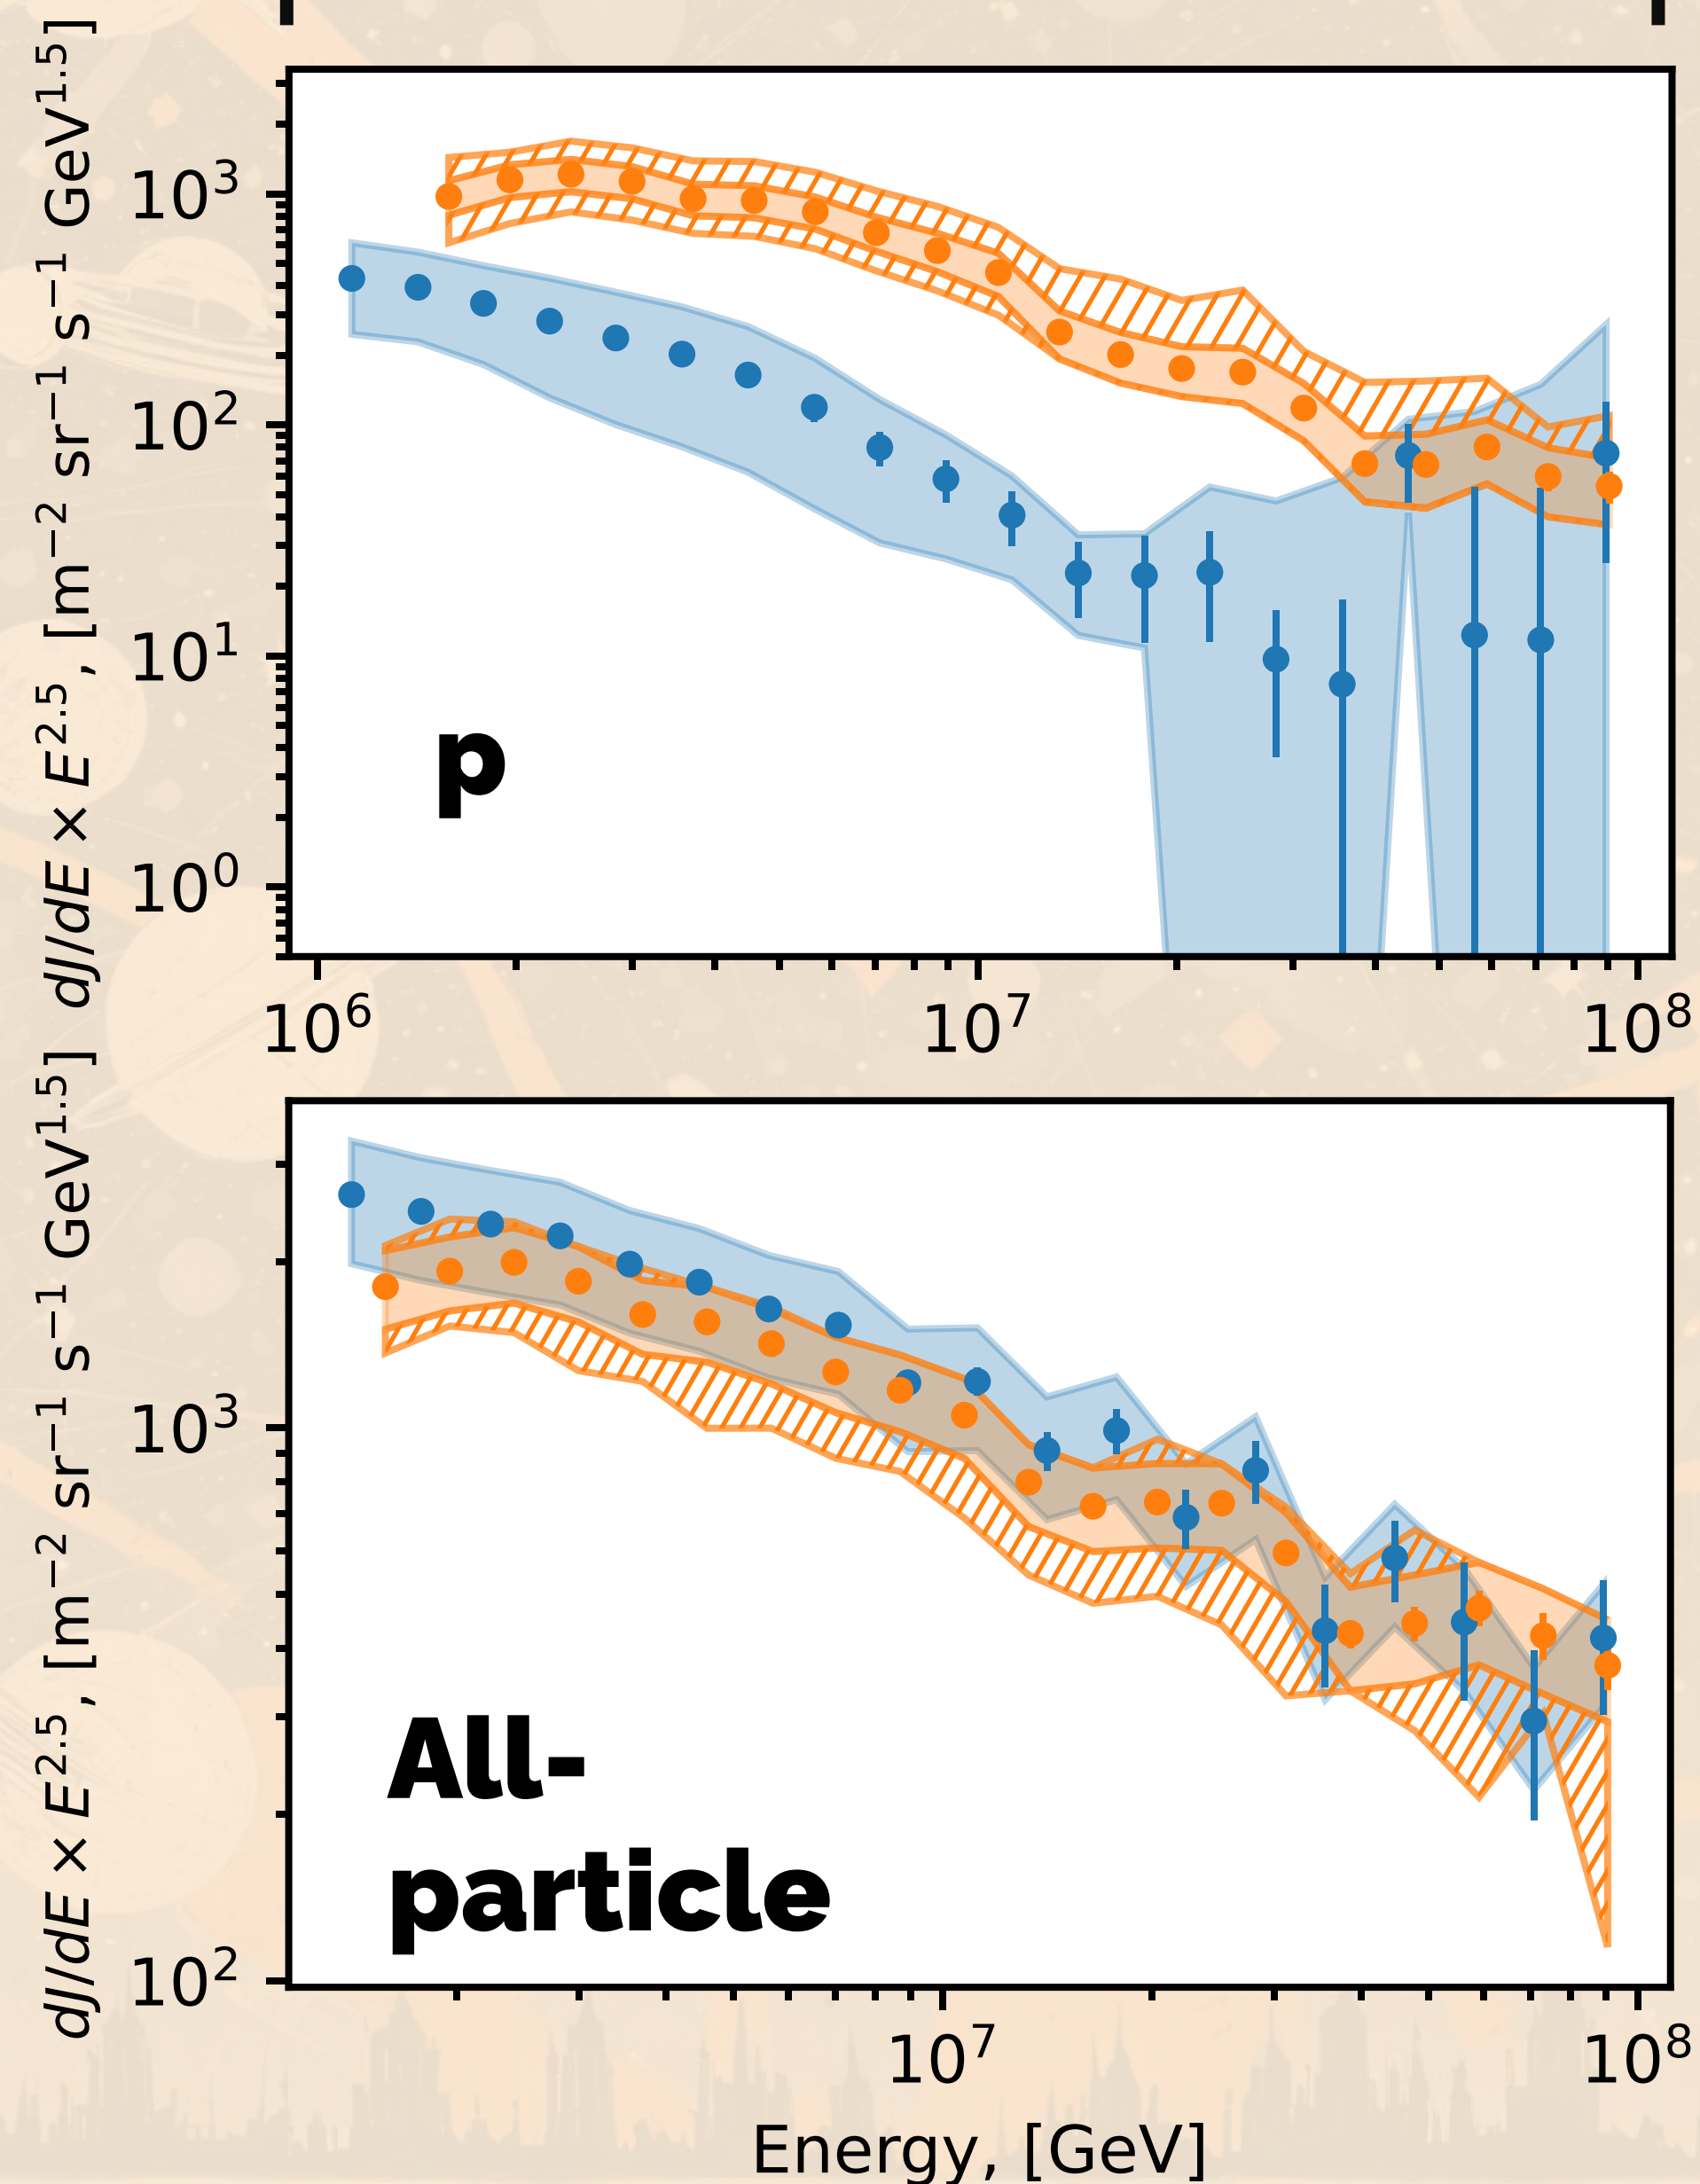 dJ/dE × E^2.5, [m^−2 sr^−1 s^−1 GeV^1.5]
10^3
10^2
10^1
10^0
p
10^6 10^7 10^8
dJ/dE × E^2.5, [m^−2 sr^−1 s^−1 GeV^1.5]
10^3
10^2
All-
particle
10^7 10^8
Energy, [GeV]